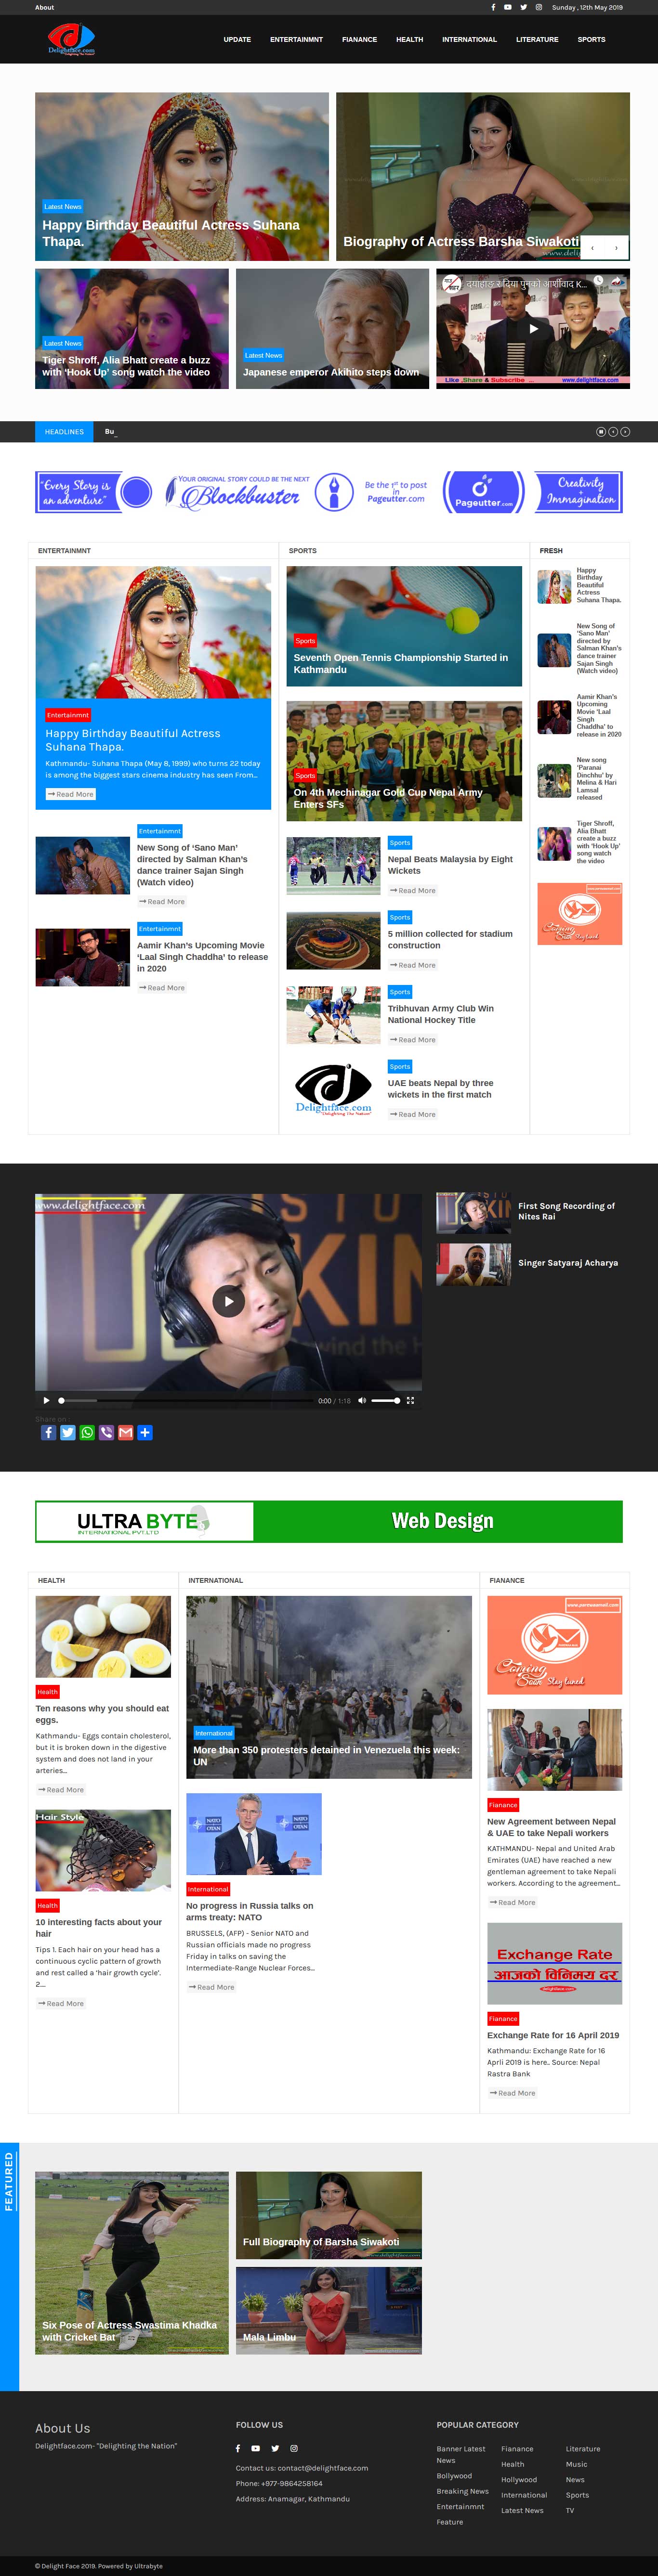 About
Sunday , 12th May 2019
Delightface.com
"Delighting The Nation"
UPDATE ENTERTAINMNT FIANANCE HEALTH INTERNATIONAL LITERATURE SPORTS
Latest News
Happy Birthday Beautiful Actress Suhana
Thapa.
Biography of Actress Barsha Siwakoti
Latest News
Tiger Shroff, Alia Bhatt create a buzz
with ‘Hook Up’ song watch the video
Latest News
Japanese emperor Akihito steps down
Like ,Share & Subscribe ...
www.delightface.com
HEADLINES
Bu_
"Every Story is
an adventure"
YOUR ORIGINAL STORY COULD BE THE NEXT
Blockbuster
Be the 1st to post
in
Pageutter.com
Pageutter.com
Creativity
+
Immagination
ENTERTAINMNT
Entertainmnt
Happy Birthday Beautiful Actress
Suhana Thapa.
Kathmandu- Suhana Thapa (May 8, 1999) who turns 22 today
is among the biggest stars cinema industry has seen From...
Read More
Entertainmnt
New Song of ‘Sano Man’
directed by Salman Khan’s
dance trainer Sajan Singh
(Watch video)
Read More
Entertainmnt
Aamir Khan’s Upcoming Movie
‘Laal Singh Chaddha’ to release
in 2020
Read More
SPORTS
Sports
Seventh Open Tennis Championship Started in
Kathmandu
Sports
On 4th Mechinagar Gold Cup Nepal Army
Enters SFs
Sports
Nepal Beats Malaysia by Eight
Wickets
Read More
Sports
5 million collected for stadium
construction
Read More
Sports
Tribhuvan Army Club Win
National Hockey Title
Read More
Delightface.com
"Delighting The Nation"
Sports
UAE beats Nepal by three
wickets in the first match
Read More
FRESH
Happy
Birthday
Beautiful
Actress
Suhana Thapa.
New Song of
‘Sano Man’
directed by
Salman Khan’s
dance trainer
Sajan Singh
(Watch video)
Aamir Khan’s
Upcoming
Movie ‘Laal
Singh
Chaddha’ to
release in 2020
New song
‘Paranai
Dinchhu’ by
Melina & Hari
Lamsal
released
Tiger Shroff,
Alia Bhatt
create a buzz
with ‘Hook Up’
song watch
the video
Coming
Soon Stay tuned
www.delightface.com
0:00 / 1:18
Share on :
First Song Recording of
Nites Rai
Singer Satyaraj Acharya
ULTRA BYTE
INTERNATIONAL PVT.LTD
Web Design
HEALTH
Health
Ten reasons why you should eat
eggs.
Kathmandu- Eggs contain cholesterol,
but it is broken down in the digestive
system and does not land in your
arteries...
Read More
Hair Style
Health
10 interesting facts about your
hair
Tips 1. Each hair on your head has a
continuous cyclic pattern of growth
and rest called a ‘hair growth cycle’.
2....
Read More
INTERNATIONAL
International
More than 350 protesters detained in Venezuela this week:
UN
NATO
OTAN
International
No progress in Russia talks on
arms treaty: NATO
BRUSSELS, (AFP) - Senior NATO and
Russian officials made no progress
Friday in talks on saving the
Intermediate-Range Nuclear Forces...
Read More
FIANANCE
Coming
Soon Stay tuned
Fianance
New Agreement between Nepal
& UAE to take Nepali workers
KATHMANDU- Nepal and United Arab
Emirates (UAE) have reached a new
gentleman agreement to take Nepali
workers. According to the agreement...
Read More
Exchange Rate
आजको विनिमय दर
delightface.com
Fianance
Exchange Rate for 16 April 2019
Kathmandu: Exchange Rate for 16
Aprli 2019 is here.. Source: Nepal
Rastra Bank
Read More
FEATURED
Six Pose of Actress Swastima Khadka
with Cricket Bat
Full Biography of Barsha Siwakoti
Mala Limbu
About Us
Delightface.com- "Delighting the Nation"
FOLLOW US
Contact us: contact@delightface.com
Phone: +977-9864258164
Address: Anamagar, Kathmandu
POPULAR CATEGORY
Banner Latest
News
Bollywood
Breaking News
Entertainmnt
Feature
Fianance
Health
Hollywood
International
Latest News
Literature
Music
News
Sports
TV
© Delight Face 2019. Powered by Ultrabyte